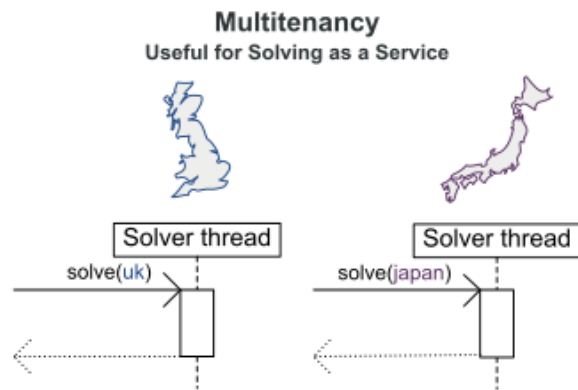 Multitenancy
Useful for Solving as a Service
Solver thread
Solver thread
solve(uk)
solve(japan)